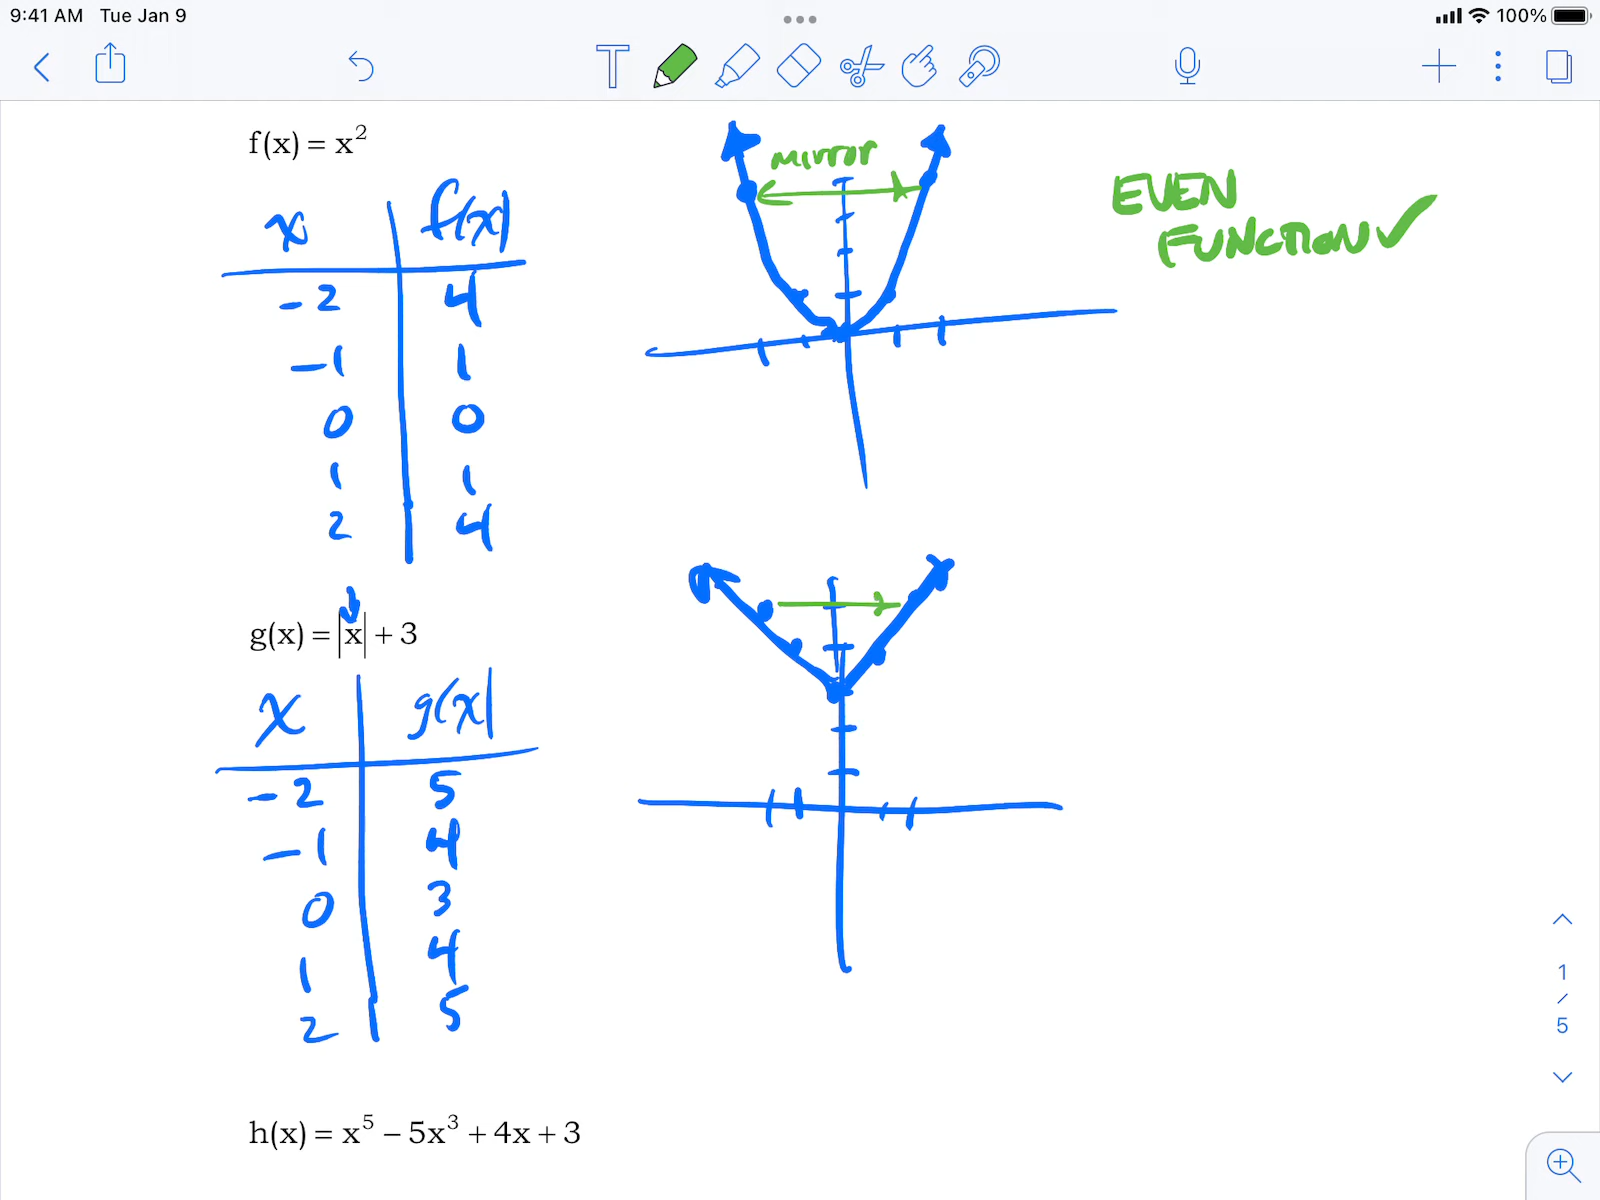 9:41 AM Tue Jan 9
100%
f(x) = x²
mirror
EVEN
FUNCTION✓
x f(x)
-2 4
-1 1
0 0
1 1
2 4
g(x) = |x| + 3
x g(x)
-2 5
-1 4
0 3
1 4
2 5
1
/
5
h(x) = x⁵ – 5x³ + 4x + 3